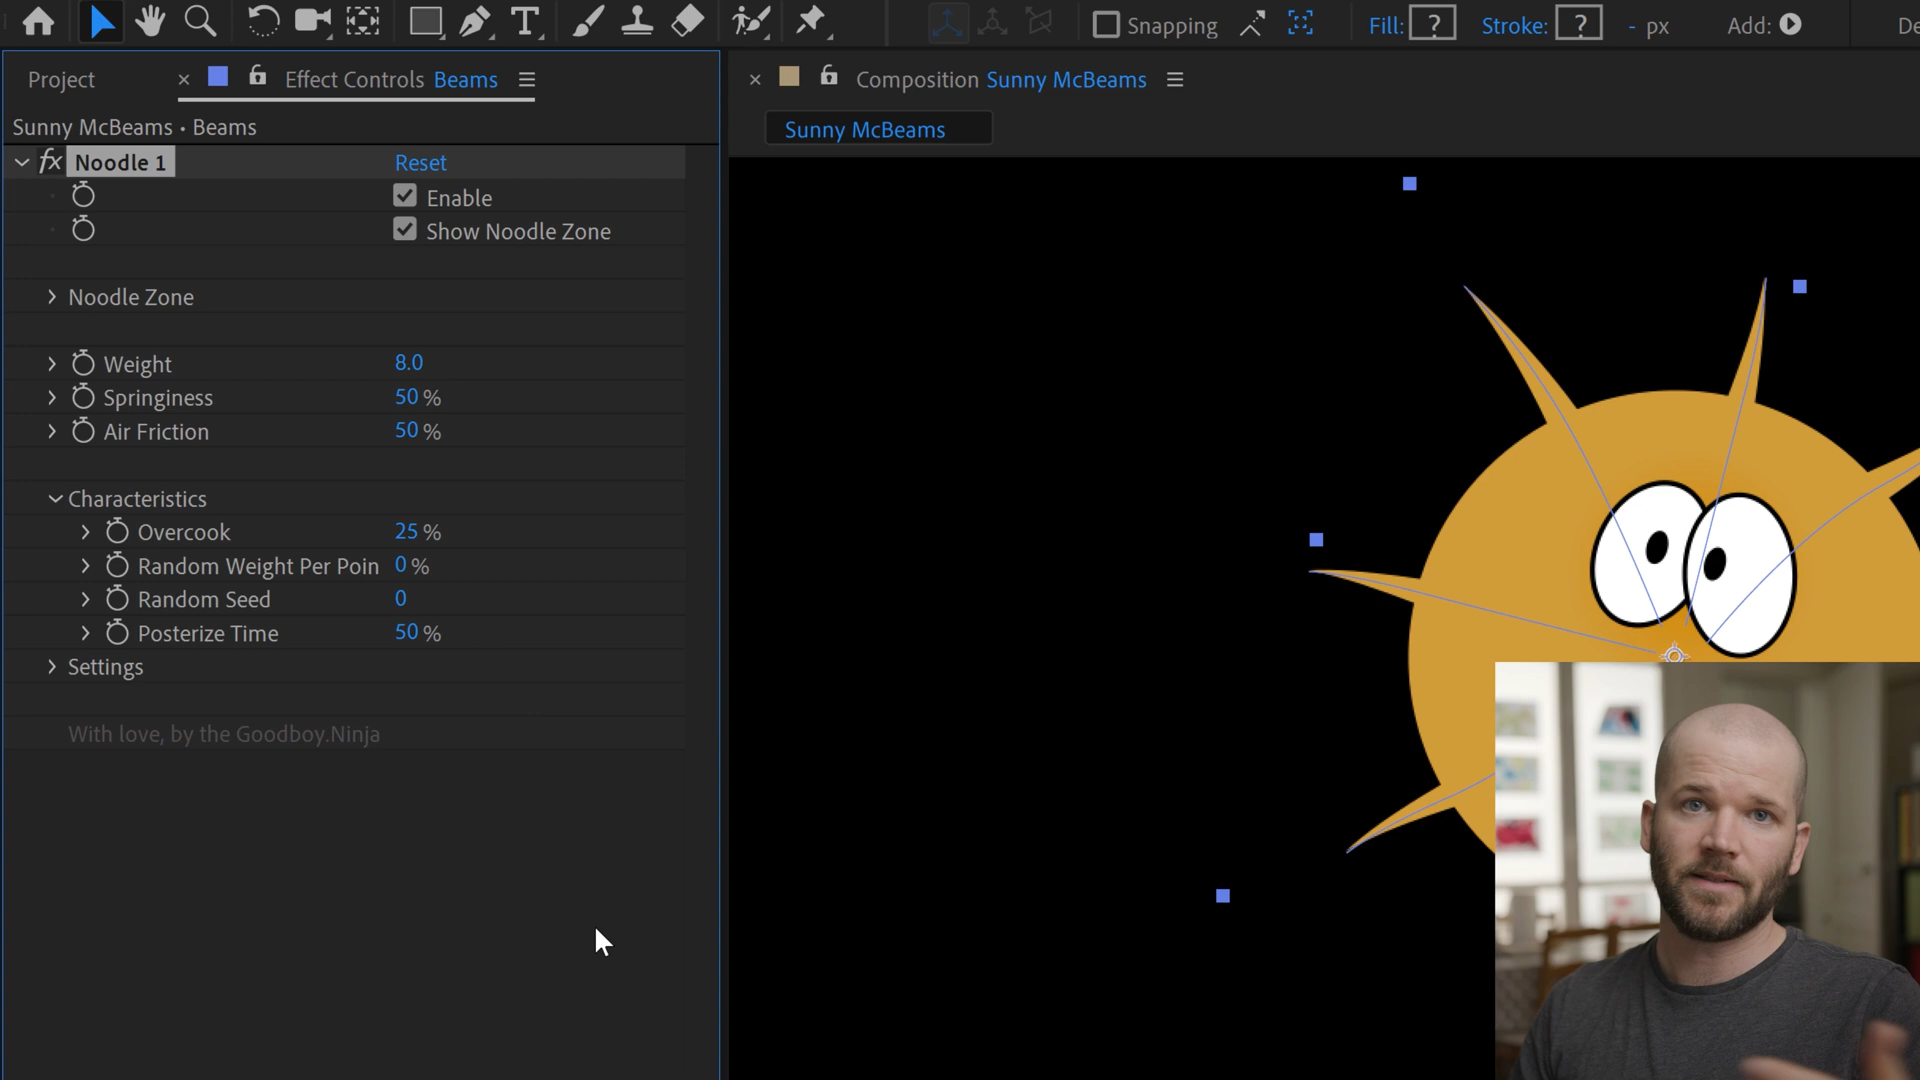 Snapping
Fill: ?
Stroke: ?
- px
Add:
De
Project
× Effect Controls Beams
× Composition Sunny McBeams
Sunny McBeams • Beams
Sunny McBeams
fx Noodle 1
Reset
Enable
Show Noodle Zone
Noodle Zone
Weight 8.0
Springiness 50 %
Air Friction 50 %
Characteristics
Overcook 25 %
Random Weight Per Poin 0 %
Random Seed 0
Posterize Time 50 %
Settings
With love, by the Goodboy.Ninja